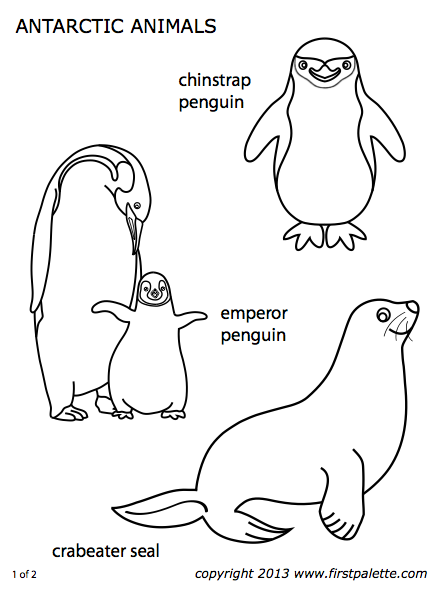 ANTARCTIC ANIMALS
chinstrap
penguin
emperor
penguin
crabeater seal
1 of 2
copyright 2013 www.firstpalette.com